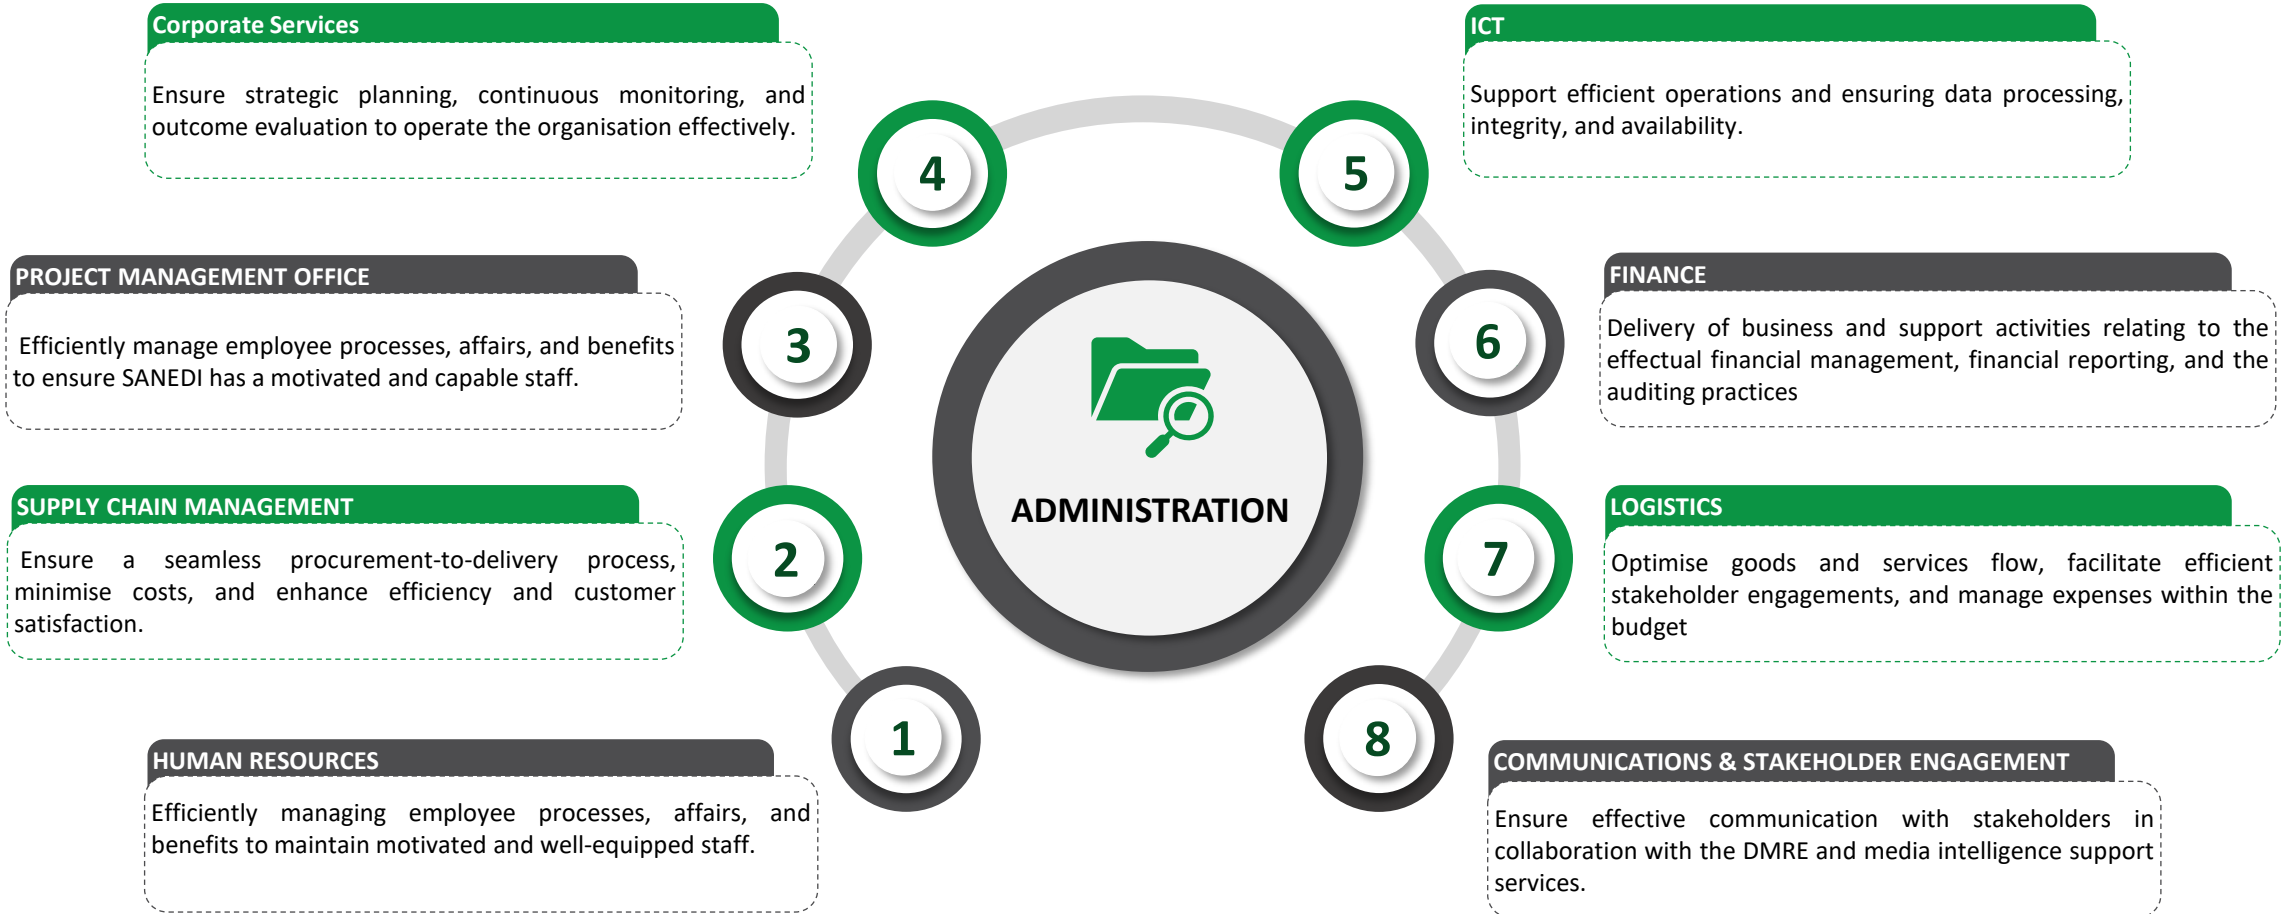 Corporate Services
Ensure strategic planning, continuous monitoring, and
outcome evaluation to operate the organisation effectively.
4
PROJECT MANAGEMENT OFFICE
Efficiently manage employee processes, affairs, and benefits
to ensure SANEDI has a motivated and capable staff.
3
SUPPLY CHAIN MANAGEMENT
Ensure a seamless procurement-to-delivery process,
minimise costs, and enhance efficiency and customer
satisfaction.
2
HUMAN RESOURCES
Efficiently managing employee processes, affairs, and
benefits to maintain motivated and well-equipped staff.
1
ADMINISTRATION
ICT
Support efficient operations and ensuring data processing,
integrity, and availability.
5
FINANCE
Delivery of business and support activities relating to the
effectual financial management, financial reporting, and the
auditing practices
6
LOGISTICS
Optimise goods and services flow, facilitate efficient
stakeholder engagements, and manage expenses within the
budget
7
COMMUNICATIONS & STAKEHOLDER ENGAGEMENT
Ensure effective communication with stakeholders in
collaboration with the DMRE and media intelligence support
services.
8